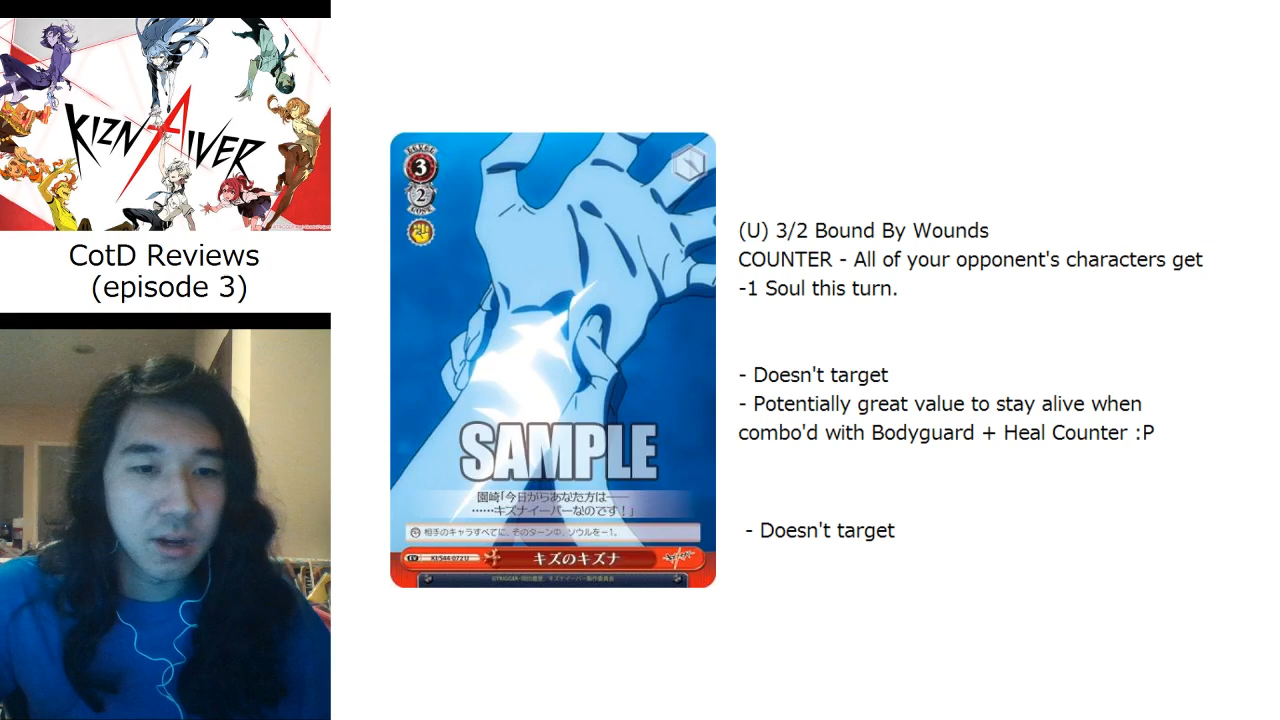 KIZNAIVER
CotD Reviews
(episode 3)
3
2
COST
SAMPLE
園崎「今日からあなた方は──
……キズナイーバーなのです!」
相手のキャラすべてに、そのターン中、ソウルを−1。
EV
キズのキズナ
(U) 3/2 Bound By Wounds
COUNTER - All of your opponent's characters get
-1 Soul this turn.
- Doesn't target
- Potentially great value to stay alive when
combo'd with Bodyguard + Heal Counter :P
- Doesn't target